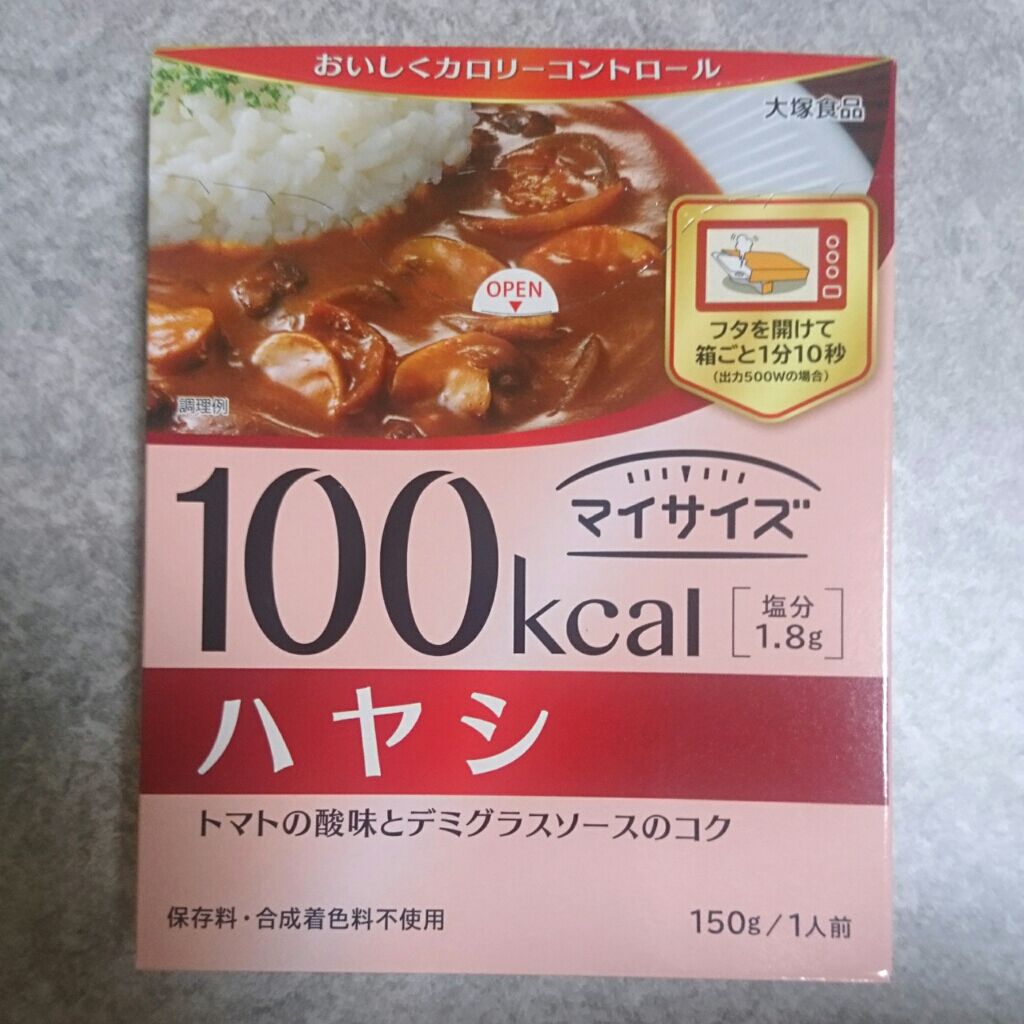 おいしくカロリーコントロール
大塚食品
OPEN
フタを開けて
箱ごと1分10秒
(出力500Wの場合)
調理例
100kcal
マイサイズ
塩分
1.8g
ハヤシ
トマトの酸味とデミグラスソースのコク
保存料・合成着色料不使用
150g/1人前